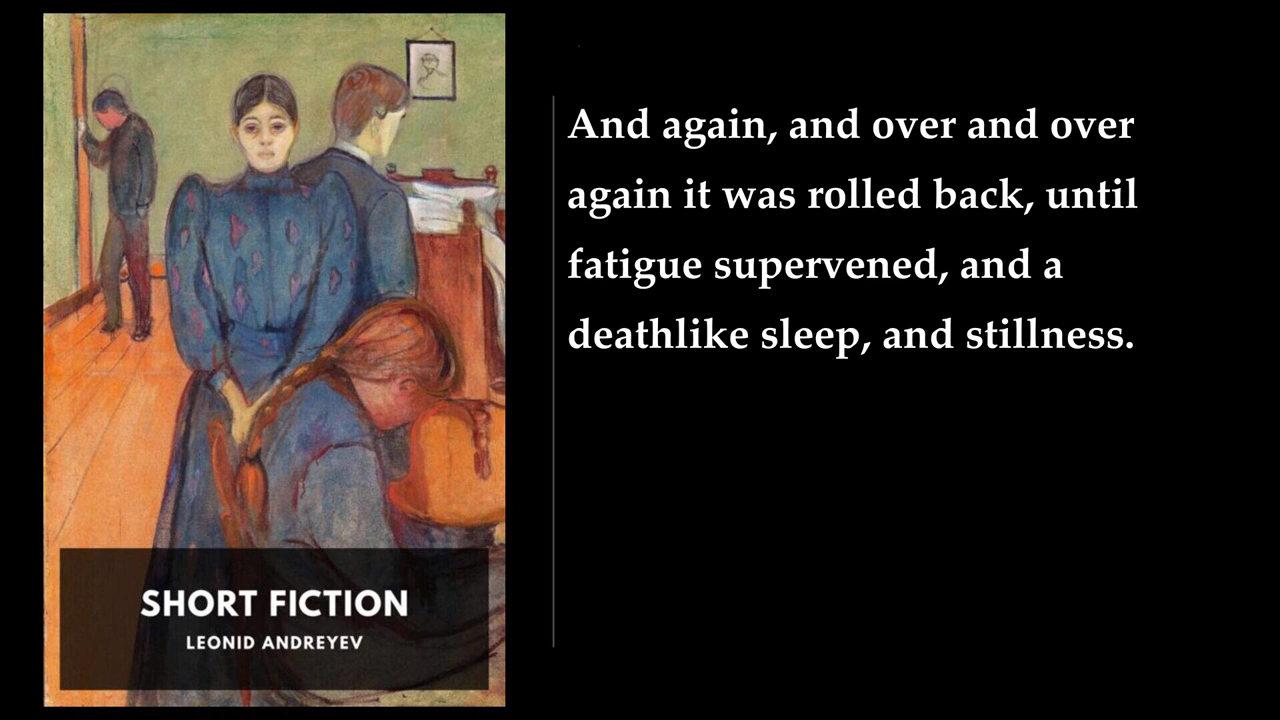 And again, and over and over
again it was rolled back, until
fatigue supervened, and a
deathlike sleep, and stillness.
SHORT FICTION
LEONID ANDREYEV